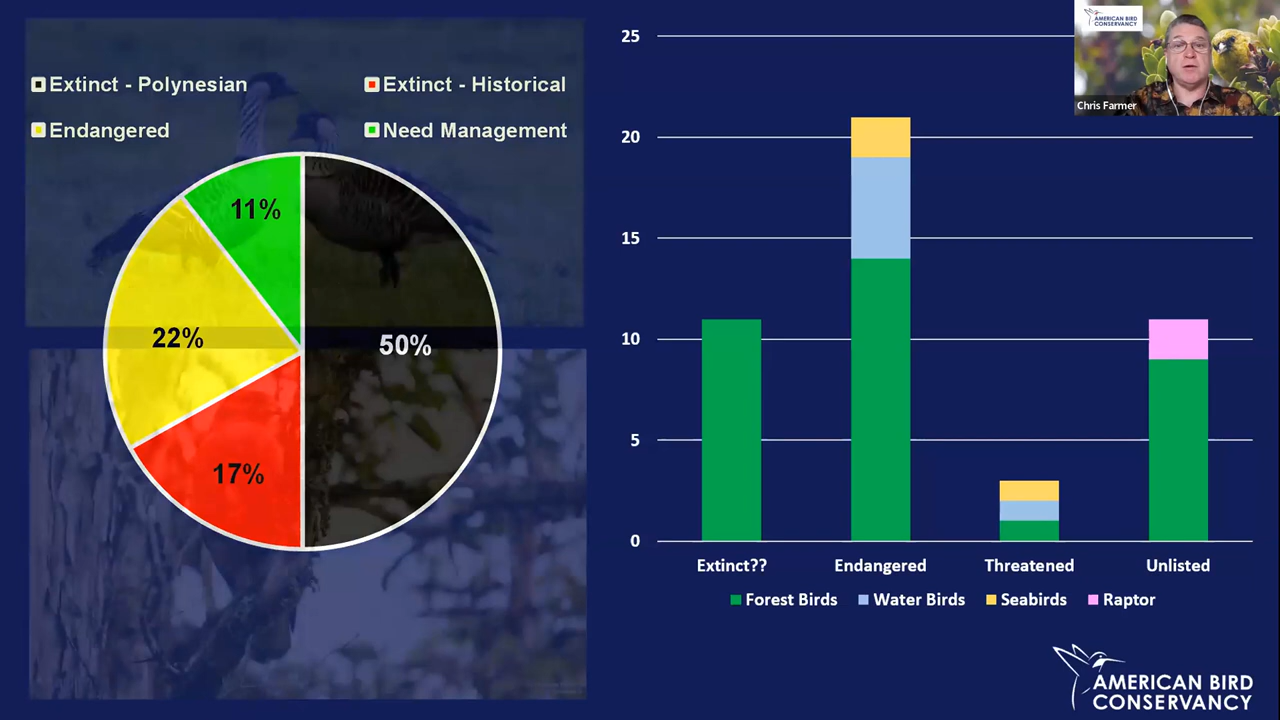 Extinct - Polynesian
Extinct - Historical
Endangered
Need Management
11%
22%
50%
17%
25
20
15
10
5
0
Extinct??
Endangered
Threatened
Unlisted
Forest Birds
Water Birds
Seabirds
Raptor
AMERICAN BIRD
CONSERVANCY
Chris Farmer
AMERICAN BIRD
CONSERVANCY